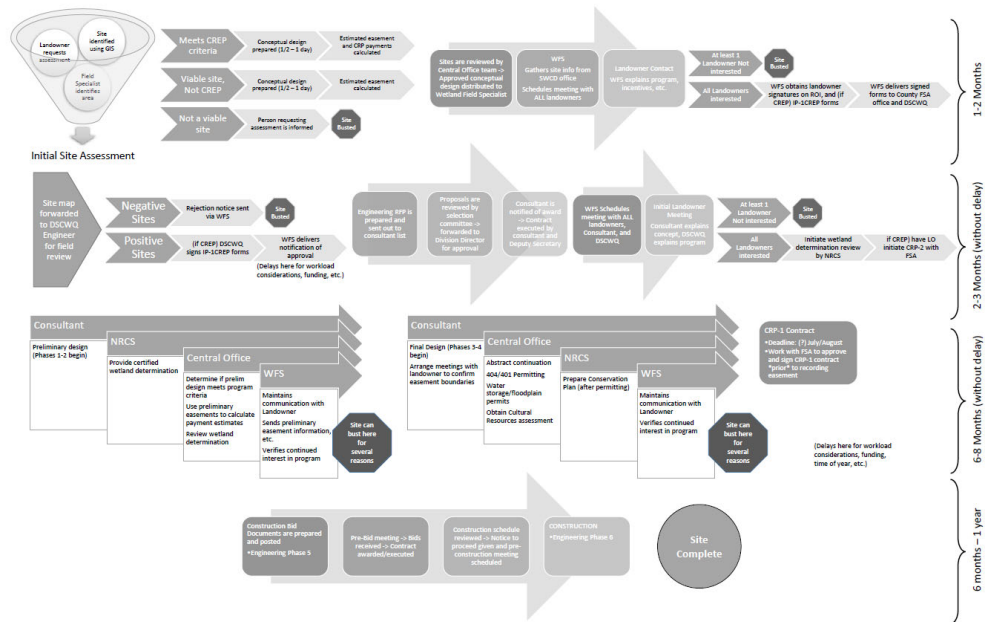 Landowner
requests
assessment
Site
identified
using GIS
Field
Specialist
identifies
area
Initial Site Assessment
Meets CREP
criteria
Conceptual design
prepared (1/2 – 1 day)
Estimated easement
and CRP payments
calculated
Viable site,
Not CREP
Conceptual design
prepared (1/2 – 1 day)
Estimated easement
calculated
Not a viable
site
Person requesting
assessment is informed
Site
Busted
Sites are reviewed by
Central Office team ->
Approved conceptual
design distributed to
Wetland Field Specialist
WFS
Gathers site info from
SWCD office
Schedules meeting with
ALL landowners
Landowner Contact
WFS explains program,
incentives, etc.
At least 1
Landowner Not
interested
Site
Busted
All Landowners
interested
WFS obtains landowner
signatures on ROI, and (if
CREP) IP-1CREP forms
WFS delivers signed
forms to County FSA
office and DSCWQ
1-2 Months
Site map
forwarded
to DSCWQ
Engineer
for field
review
Negative
Sites
Rejection notice sent
via WFS
Site
Busted
Positive
Sites
(if CREP) DSCWQ
signs IP-1CREP forms
WFS delivers
notification of
approval
(Delays here for workload
considerations, funding, etc.)
Engineering RFP is
prepared and
sent out to
consultant list
Proposals are
reviewed by
selection
committee ->
forwarded to
Division Director
for approval
Consultant is
notified of award
-> Contract
executed by
consultant and
Deputy Secretary
WFS Schedules
meeting with ALL
landowners,
Consultant, and
DSCWQ
Initial Landowner
Meeting
Consultant explains
concept, DSCWQ
explains program
At least 1
Landowner
Not interested
Site
Busted
All
Landowners
interested
Initiate wetland
determination review
by NRCS
if CREP) have LO
initiate CRP-2 with
FSA
2-3 Months (without delay)
Consultant
Preliminary design
(Phases 1-2 begin)
NRCS
Provide certified
wetland determination
Central Office
Determine if prelim
design meets program
criteria
Use preliminary
easements to calculate
payment estimates
Review wetland
determination
WFS
Maintains
communication with
Landowner
Sends preliminary
easement information,
etc.
Verifies continued
interest in program
Site can
bust here
for
several
reasons
Consultant
Final Design (Phases 3-4
begin)
Arrange meetings with
landowner to confirm
easement boundaries
Central Office
Abstract continuation
404/401 Permitting
Water
storage/floodplain
permits
Obtain Cultural
Resources assessment
NRCS
Prepare Conservation
Plan (after permitting)
WFS
Maintains
communication with
Landowner
Verifies continued
interest in program
Site can
bust here
for
several
reasons
CRP-1 Contract
•Deadline: (?) July/August
•Work with FSA to approve
and sign CRP-1 contract
*prior* to recording
easement
(Delays here for workload
considerations, funding,
time of year, etc.)
6-8 Months (without delay)
Construction Bid
Documents are prepared
and posted
•Engineering Phase 5
Pre-Bid meeting -> Bids
received -> Contract
awarded/executed
Construction schedule
reviewed -> Notice to
proceed given and pre-
construction meeting
scheduled
CONSTRUCTION
•Engineering Phase 6
Site
Complete
6 months – 1 year